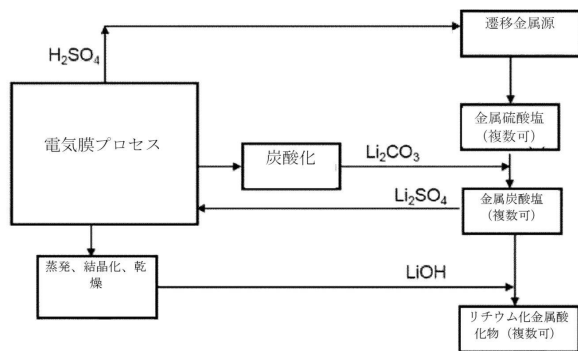 遷移金属源
H₂SO₄
金属硫酸塩
(複数可)
電気膜プロセス
炭酸化
Li₂CO₃
Li₂SO₄
金属炭酸塩
(複数可)
蒸発、結晶化、乾
燥
LiOH
リチウム化金属酸
化物(複数可)